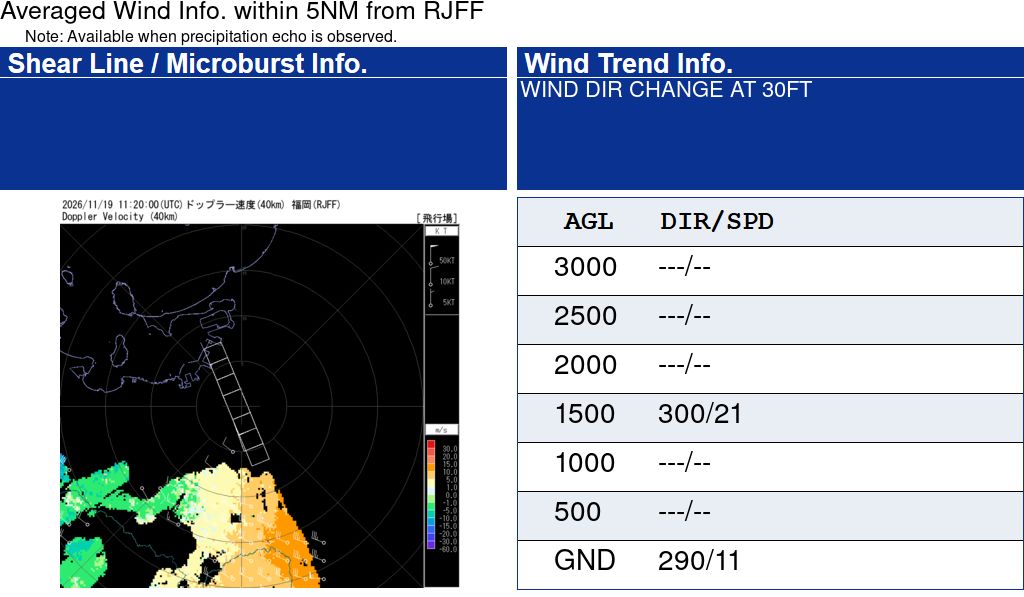 Averaged Wind Info. within 5NM from RJFF
Note: Available when precipitation echo is observed.
Shear Line / Microburst Info.
Wind Trend Info.
WIND DIR CHANGE AT 30FT
2026/11/19 11:20:00(UTC) ドップラー速度(40km) 福岡(RJFF)
Doppler Velocity (40km)
[飛行場]
KT
50KT
10KT
5KT
m/s
30.0
20.0
15.0
10.0
5.0
1.0
0.0
-1.0
-5.0
-10.0
-15.0
-20.0
-30.0
-60.0
AGL DIR/SPD
3000 ---/--
2500 ---/--
2000 ---/--
1500 300/21
1000 ---/--
500 ---/--
GND 290/11